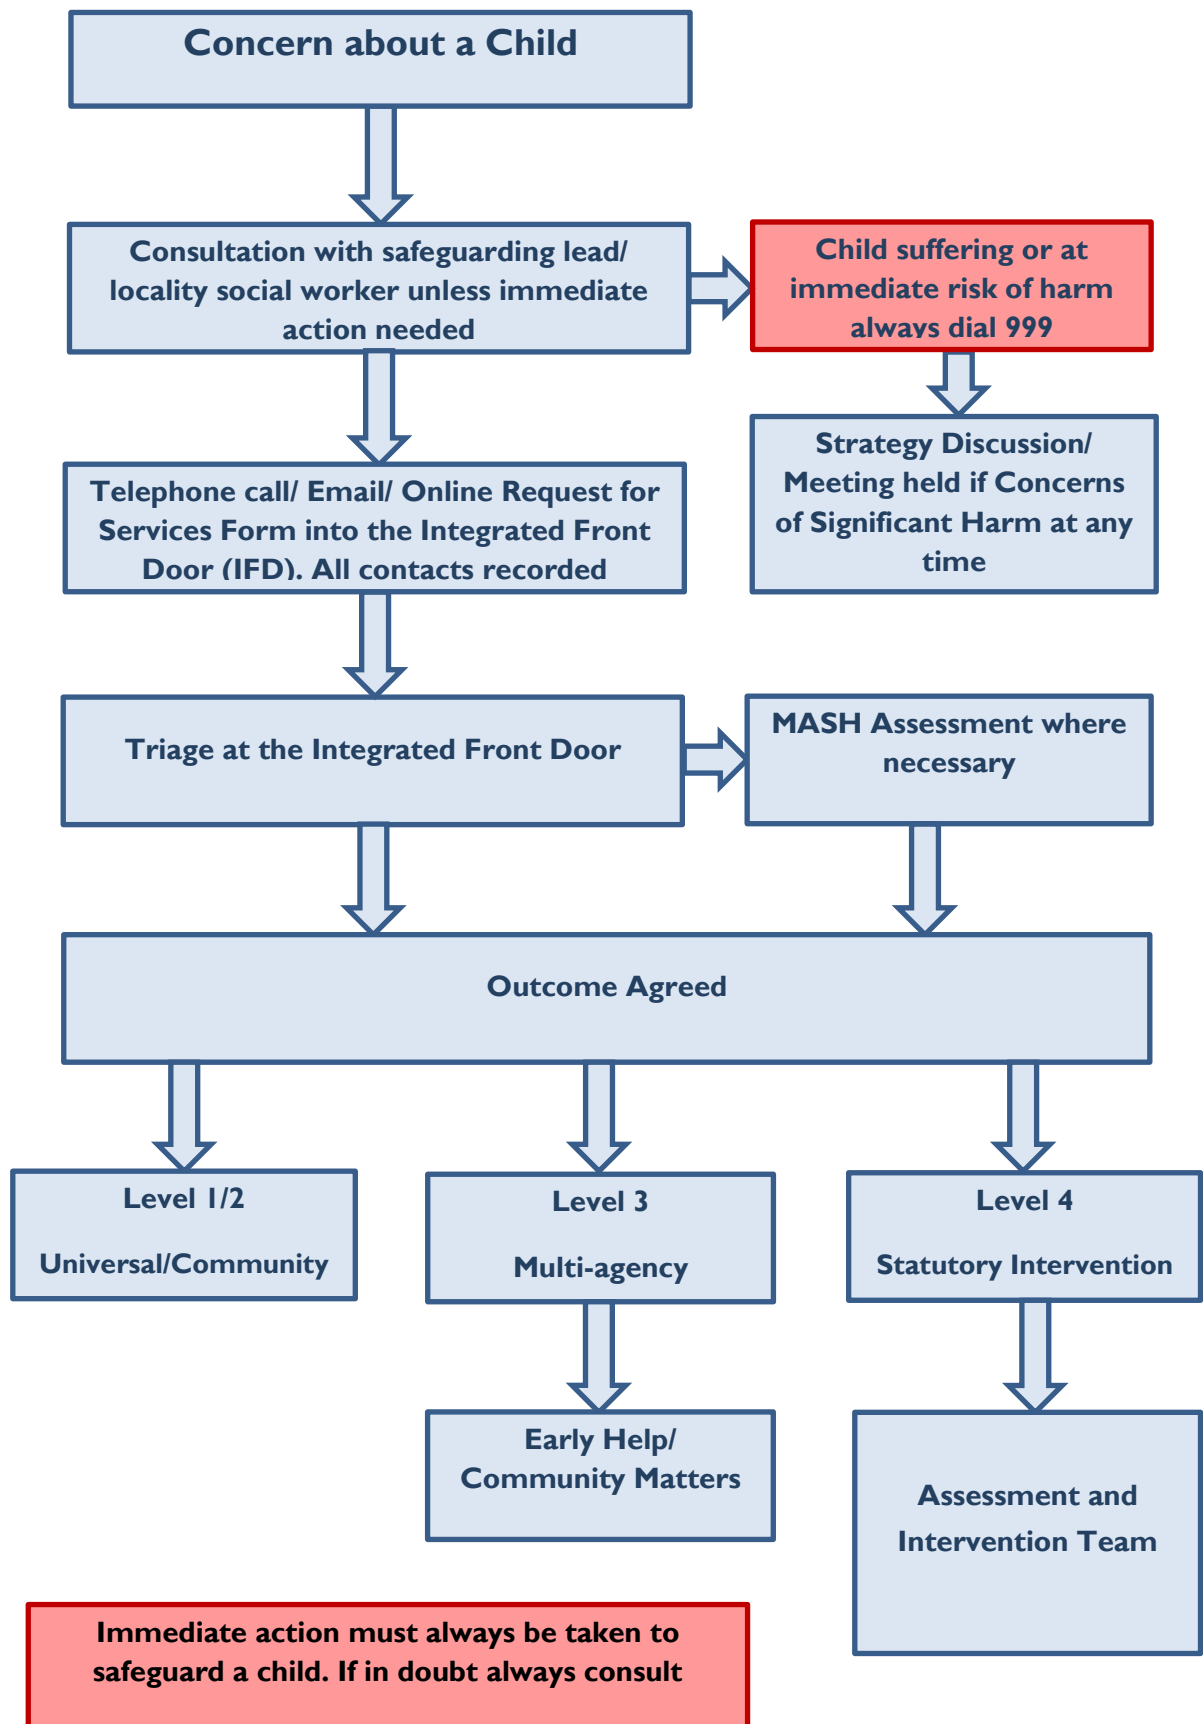 Concern about a Child
Consultation with safeguarding lead/
locality social worker unless immediate
action needed
Child suffering or at
immediate risk of harm
always dial 999
Telephone call/ Email/ Online Request for
Services Form into the Integrated Front
Door (IFD). All contacts recorded
Strategy Discussion/
Meeting held if Concerns
of Significant Harm at any
time
Triage at the Integrated Front Door
MASH Assessment where
necessary
Outcome Agreed
Level 1/2
Universal/Community
Level 3
Multi-agency
Level 4
Statutory Intervention
Early Help/
Community Matters
Assessment and
Intervention Team
Immediate action must always be taken to
safeguard a child. If in doubt always consult